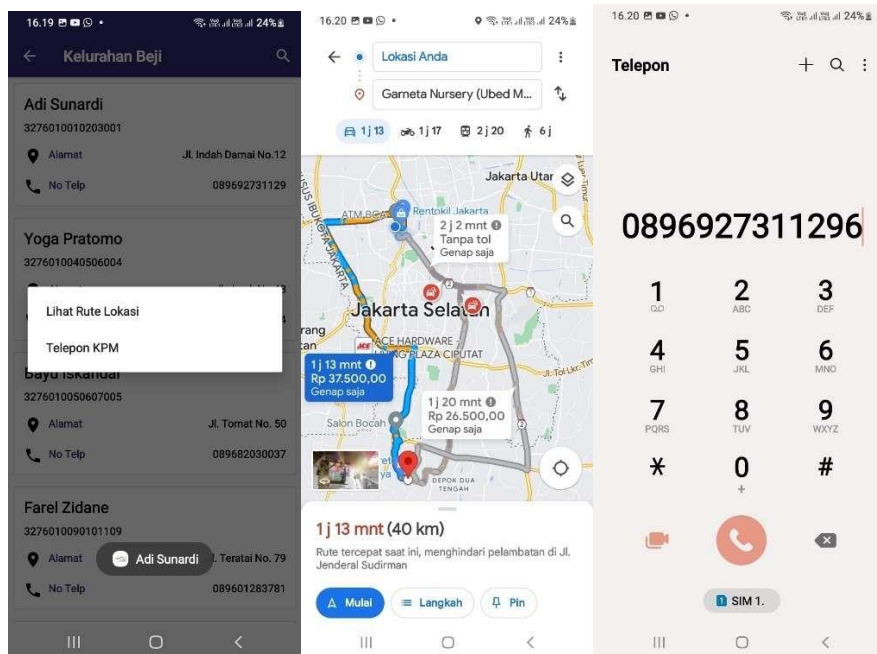 16.19
24%
Kelurahan Beji
Adi Sunardi
3276010010203001
Alamat Jl. Indah Damai No.12
No Telp 089692731129
Yoga Pratomo
3276010040506004
Lihat Rute Lokasi
Telepon KPM
Bayu Iskandar
3276010050607005
Alamat Jl. Tomat No. 50
No Telp 089682030037
Farel Zidane
3276010090101109
Alamat Jl. Teratai No. 79
Adi Sunardi
No Telp 089601283781
16.20
24%
Lokasi Anda
Garneta Nursery (Ubed M...
1 j 13
1 j 17
2 j 20
6 j
Jakarta Utar
ATM BCA
Rentokil Jakarta
2 j 2 mnt
Tanpa tol
Genap saja
Jakarta Selatan
ACE HARDWARE
LIVING PLAZA CIPUTAT
1 j 13 mnt
Rp 37.500,00
Genap saja
1 j 20 mnt
Rp 26.500,00
Genap saja
Salon Bocah
DEPOK DUA
TENGAH
1 j 13 mnt (40 km)
Rute tercepat saat ini, menghindari pelambatan di Jl.
Jenderal Sudirman
Mulai
Langkah
Pin
16.20
24%
Telepon
0896927311296
1 2 3
ABC DEF
4 5 6
GHI JKL MNO
7 8 9
PQRS TUV WXYZ
* 0 #
+
1 SIM 1.